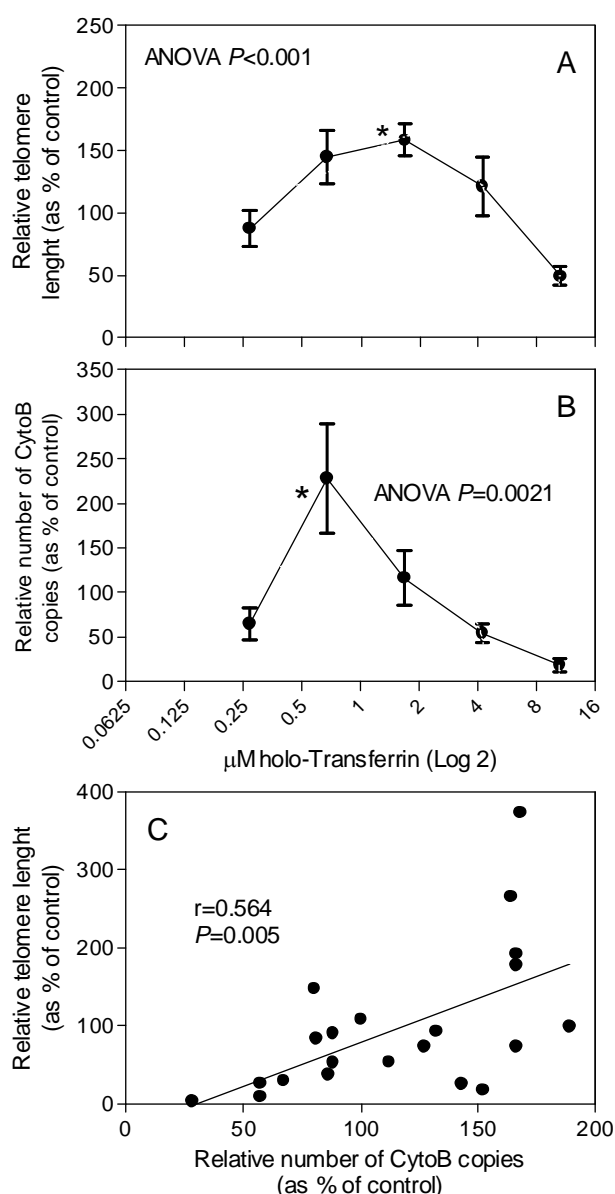 ANOVA P<0.001
A
Relative telomere
lenght (as % of control)
250
200
150
100
50
0
*
B
Relative number of CytoB
copies (as % of control)
350
300
250
200
150
100
50
0
*
ANOVA P=0.0021
0.0625
0.125
0.25
0.5
1
2
4
8
16
µM holo-Transferrin (Log 2)
C
Relative telomere lenght
(as % of control)
400
300
200
100
0
r=0.564
P=0.005
0
50
100
150
200
Relative number of CytoB copies
(as % of control)